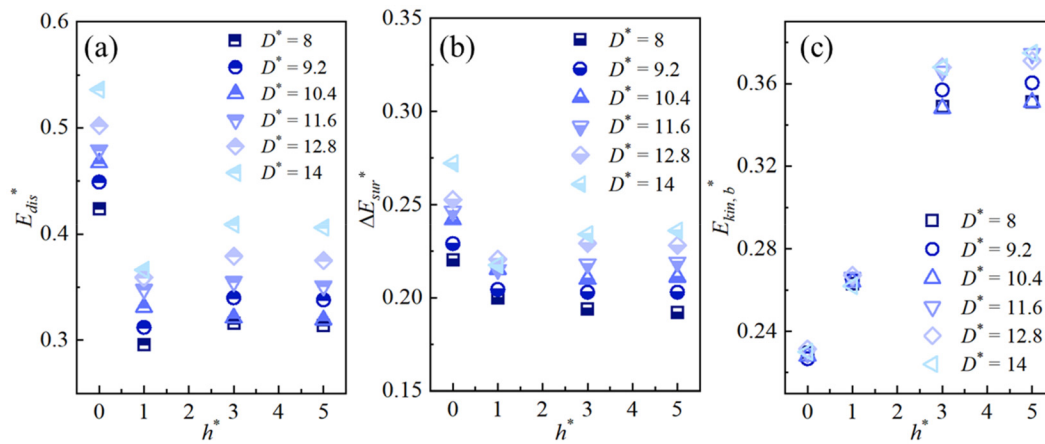 (a)
0.6
0.5
0.4
0.3
E_dis*
0 1 2 3 4 5
h*
D* = 8
D* = 9.2
D* = 10.4
D* = 11.6
D* = 12.8
D* = 14
(b)
0.35
0.30
0.25
0.20
0.15
ΔE_sur*
0 1 2 3 4 5
h*
D* = 8
D* = 9.2
D* = 10.4
D* = 11.6
D* = 12.8
D* = 14
(c)
0.36
0.32
0.28
0.24
E_kin, b*
0 1 2 3 4 5
h*
D* = 8
D* = 9.2
D* = 10.4
D* = 11.6
D* = 12.8
D* = 14